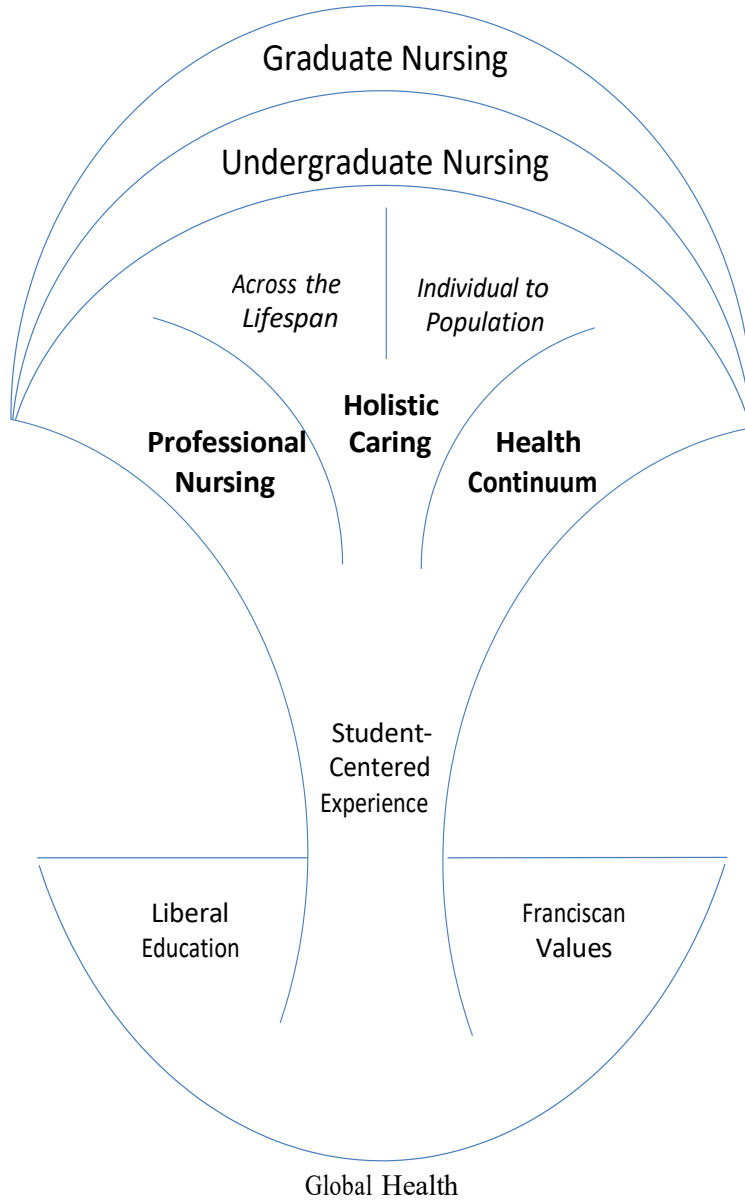 Graduate Nursing
Undergraduate Nursing
Across the
Lifespan
Individual to
Population
Holistic
Caring
Professional
Nursing
Health
Continuum
Student-
Centered
Experience
Liberal
Education
Franciscan
Values
Global Health